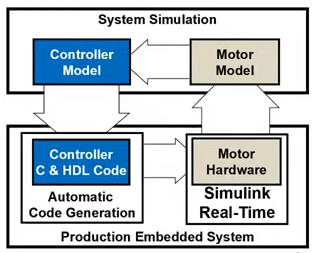 System Simulation
Controller
Model
Motor
Model
Controller
C & HDL Code
Automatic
Code Generation
Motor
Hardware
Simulink
Real-Time
Production Embedded System